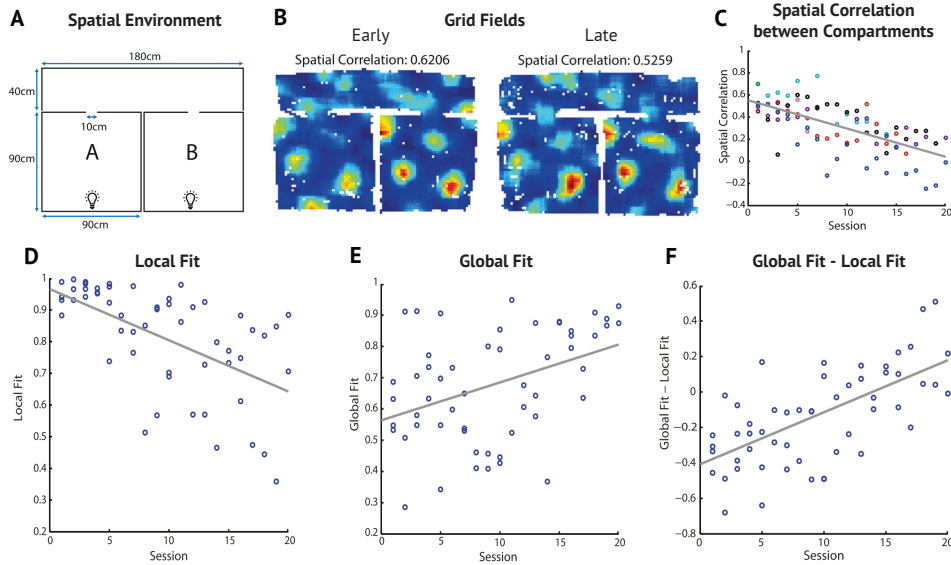 A Spatial Environment
180cm
40cm
10cm
90cm
A
B
90cm
B Grid Fields
Early
Late
Spatial Correlation: 0.6206
Spatial Correlation: 0.5259
C Spatial Correlation
between Compartments
Spatial Correlation
1
0.8
0.6
0.4
0.2
0
−0.2
−0.4
0 5 10 15 20
Session
D Local Fit
Local Fit
1
0.9
0.8
0.7
0.6
0.5
0.4
0.3
0.2
0 5 10 15 20
Session
E Global Fit
Global Fit
1
0.9
0.8
0.7
0.6
0.5
0.4
0.3
0.2
0 5 10 15 20
Session
F Global Fit - Local Fit
Global Fit − Local Fit
0.6
0.4
0.2
0
−0.2
−0.4
−0.6
−0.8
0 5 10 15 20
Session